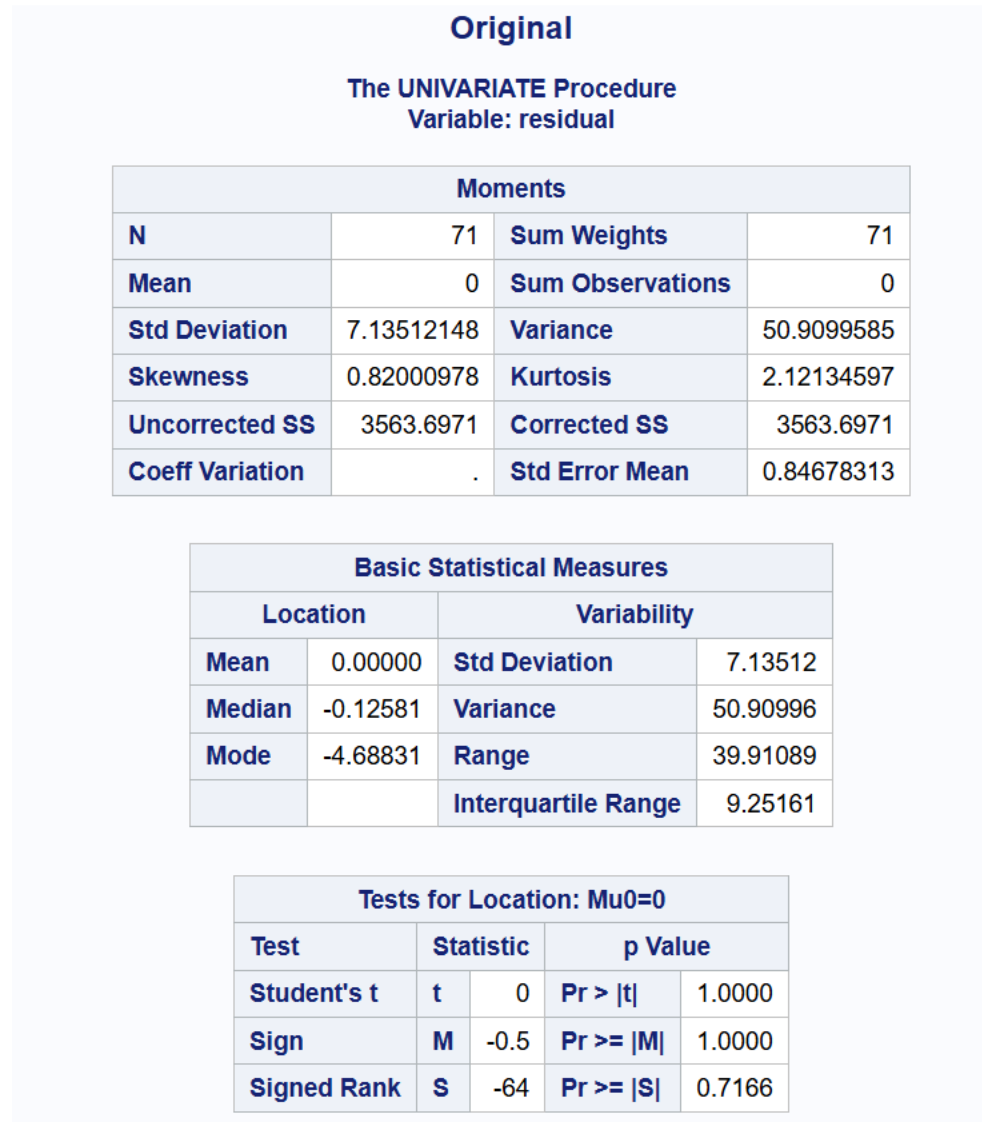 Original
The UNIVARIATE Procedure
Variable: residual
Moments
N 71 Sum Weights 71
Mean 0 Sum Observations 0
Std Deviation 7.13512148 Variance 50.9099585
Skewness 0.82000978 Kurtosis 2.12134597
Uncorrected SS 3563.6971 Corrected SS 3563.6971
Coeff Variation . Std Error Mean 0.84678313
Basic Statistical Measures
Location Variability
Mean 0.00000 Std Deviation 7.13512
Median -0.12581 Variance 50.90996
Mode -4.68831 Range 39.91089
Interquartile Range 9.25161
Tests for Location: Mu0=0
Test Statistic p Value
Student's t t 0 Pr > |t| 1.0000
Sign M -0.5 Pr >= |M| 1.0000
Signed Rank S -64 Pr >= |S| 0.7166